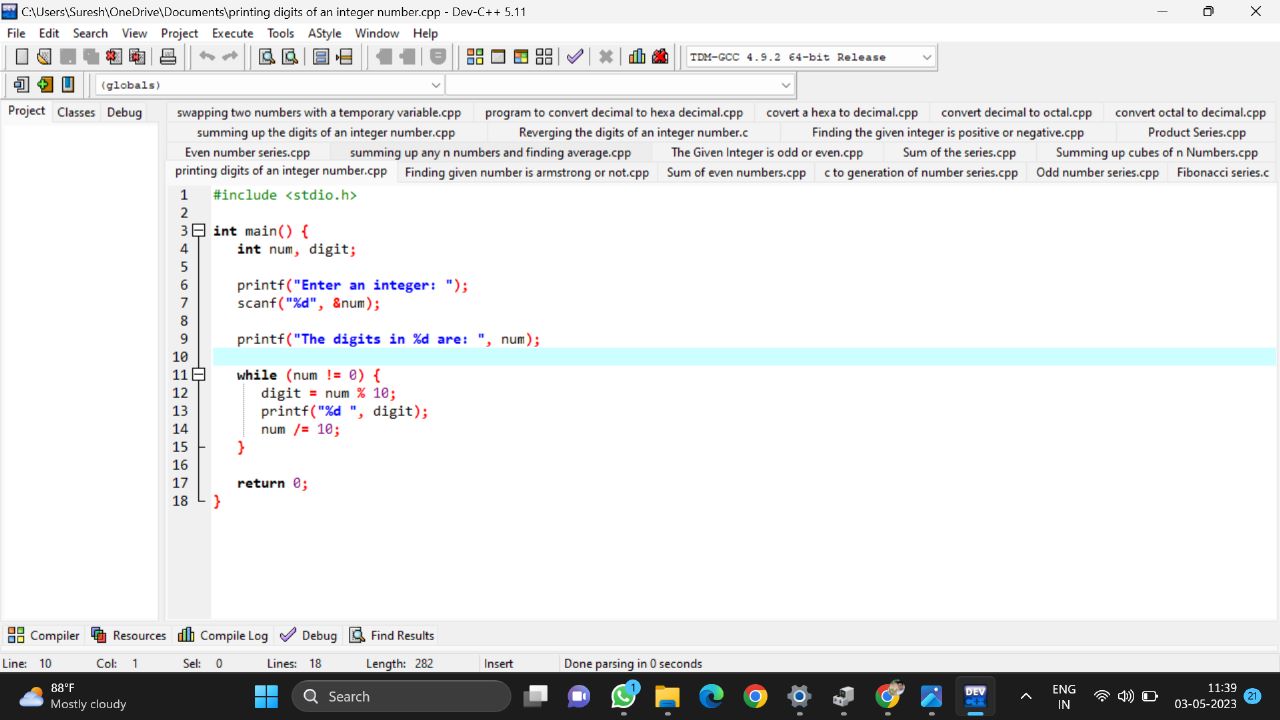 C:\Users\Suresh\OneDrive\Documents\printing digits of an integer number.cpp - Dev-C++ 5.11
File Edit Search View Project Execute Tools AStyle Window Help
TDM-GCC 4.9.2 64-bit Release
(globals)
Project Classes Debug
swapping two numbers with a temporary variable.cpp program to convert decimal to hexa decimal.cpp covert a hexa to decimal.cpp convert decimal to octal.cpp convert octal to decimal.cpp
summing up the digits of an integer number.cpp Reverging the digits of an integer number.c Finding the given integer is positive or negative.cpp Product Series.cpp
Even number series.cpp summing up any n numbers and finding average.cpp The Given Integer is odd or even.cpp Sum of the series.cpp Summing up cubes of n Numbers.cpp
printing digits of an integer number.cpp Finding given number is armstrong or not.cpp Sum of even numbers.cpp c to generation of number series.cpp Odd number series.cpp Fibonacci series.c
1 #include <stdio.h>
2
3 int main() {
4 int num, digit;
5
6 printf("Enter an integer: ");
7 scanf("%d", &num);
8
9 printf("The digits in %d are: ", num);
10
11 while (num != 0) {
12 digit = num % 10;
13 printf("%d ", digit);
14 num /= 10;
15 }
16
17 return 0;
18 }
Compiler Resources Compile Log Debug Find Results
Line: 10 Col: 1 Sel: 0 Lines: 18 Length: 282 Insert Done parsing in 0 seconds
88°F
Mostly cloudy
Search
1
DEV
C++
ENG
IN
11:39
03-05-2023
21